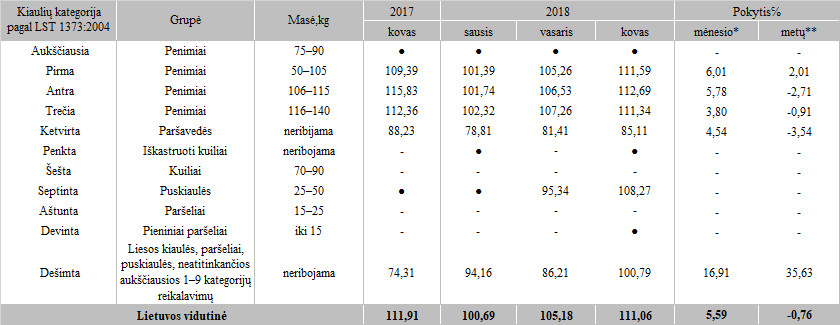 Kiaulių kategorija pagal LST 1373:2004 Grupė Masė,kg 2017 2018 Pokytis%
kovas sausis vasaris kovas mėnesio* metų**
Aukščiausia Penimiai 75–90 ● ● ● ● - -
Pirma Penimiai 50–105 109,39 101,39 105,26 111,59 6,01 2,01
Antra Penimiai 106–115 115,83 101,74 106,53 112,69 5,78 -2,71
Trečia Penimiai 116–140 112,36 102,32 107,26 111,34 3,80 -0,91
Ketvirta Paršavedės neribijama 88,23 78,81 81,41 85,11 4,54 -3,54
Penkta Iškastruoti kuiliai neribojama - ● - ● - -
Šešta Kuiliai 70–90 - - - - - -
Septinta Puskiaulės 25–50 ● ● 95,34 108,27 - -
Aštunta Paršeliai 15–25 - - - - - -
Devinta Pieniniai paršeliai iki 15 - - - ● - -
Dešimta Liesos kiaulės, paršeliai, puskiaulės, neatitinkančios aukščiausios 1–9 kategorijų reikalavimų neribojama 74,31 94,16 86,21 100,79 16,91 35,63
Lietuvos vidutinė 111,91 100,69 105,18 111,06 5,59 -0,76